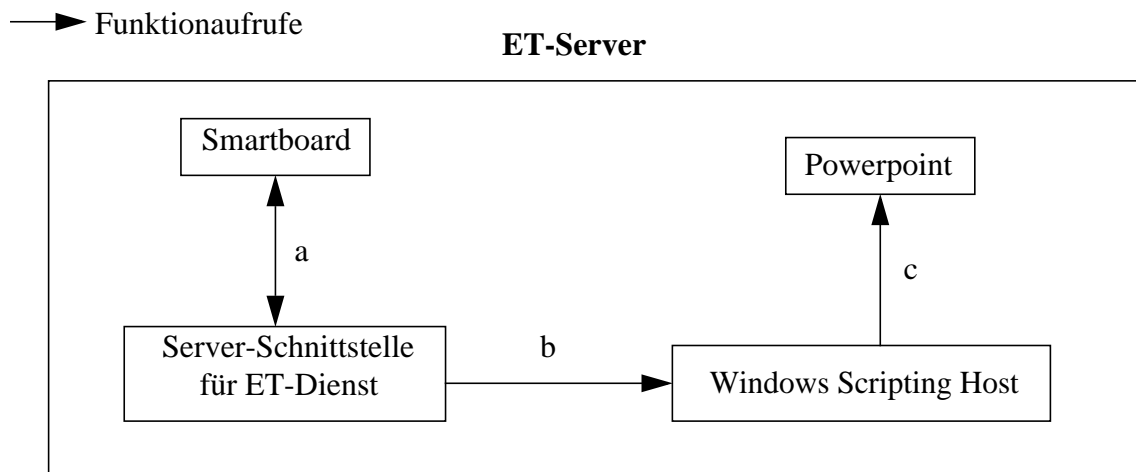 Funktionaufrufe
ET-Server
Smartboard
Powerpoint
a
c
Server-Schnittstelle
für ET-Dienst
b
Windows Scripting Host